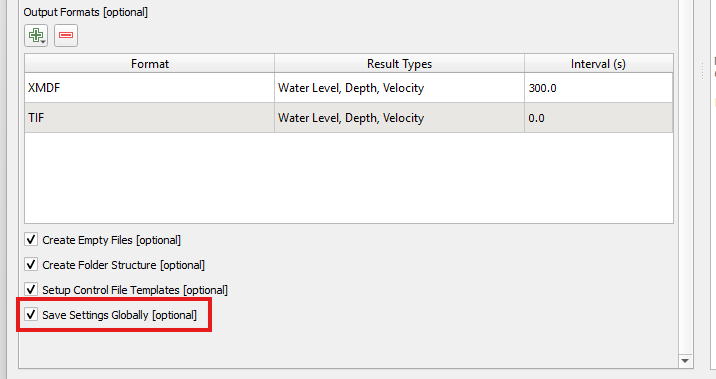 Output Formats [optional]
Format Result Types Interval (s)
XMDF Water Level, Depth, Velocity 300.0
TIF Water Level, Depth, Velocity 0.0
Create Empty Files [optional]
Create Folder Structure [optional]
Setup Control File Templates [optional]
Save Settings Globally [optional]